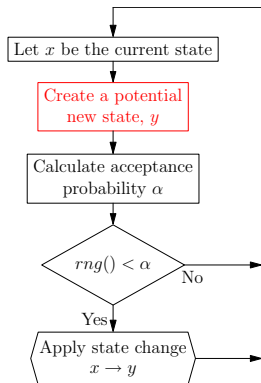 Let x be the current state
Create a potential
new state, y
Calculate acceptance
probability α
rng() < α
No
Yes
Apply state change
x → y